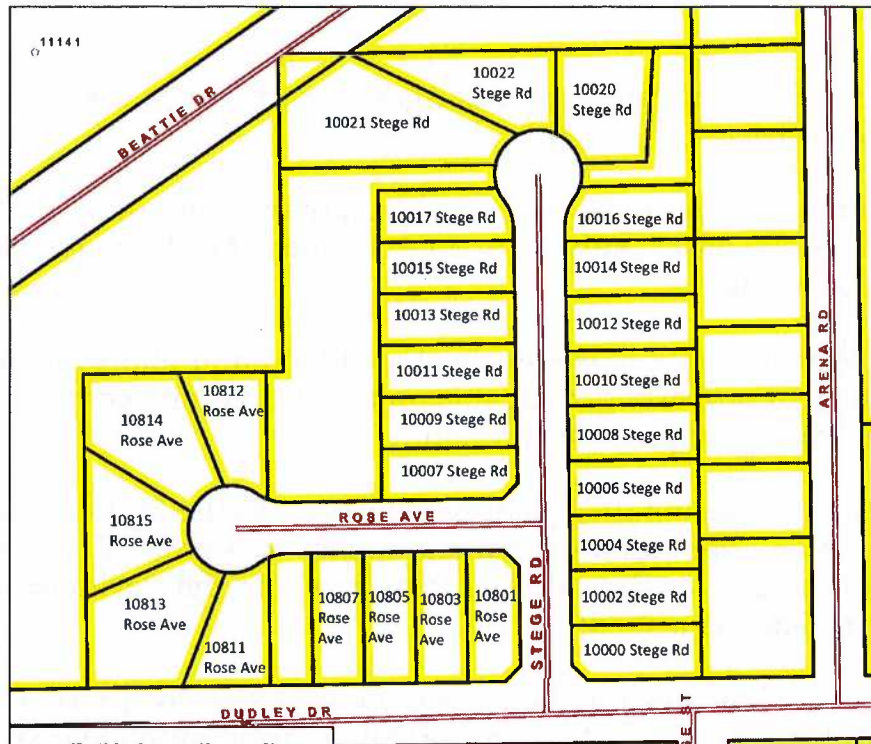 11141
BEATTIE DR
10022
Stege Rd
10020
Stege Rd
10021 Stege Rd
10017 Stege Rd
10016 Stege Rd
10015 Stege Rd
10014 Stege Rd
10013 Stege Rd
10012 Stege Rd
ARENA RD
10011 Stege Rd
10010 Stege Rd
10812
Rose Ave
10814
Rose Ave
10009 Stege Rd
10008 Stege Rd
10007 Stege Rd
10006 Stege Rd
ROSE AVE
10815
Rose Ave
10004 Stege Rd
STEGE RD
10813
Rose Ave
10811
Rose Ave
10807
Rose
Ave
10805
Rose
Ave
10803
Rose
Ave
10801
Rose
Ave
10002 Stege Rd
10000 Stege Rd
DUDLEY DR
SE ST